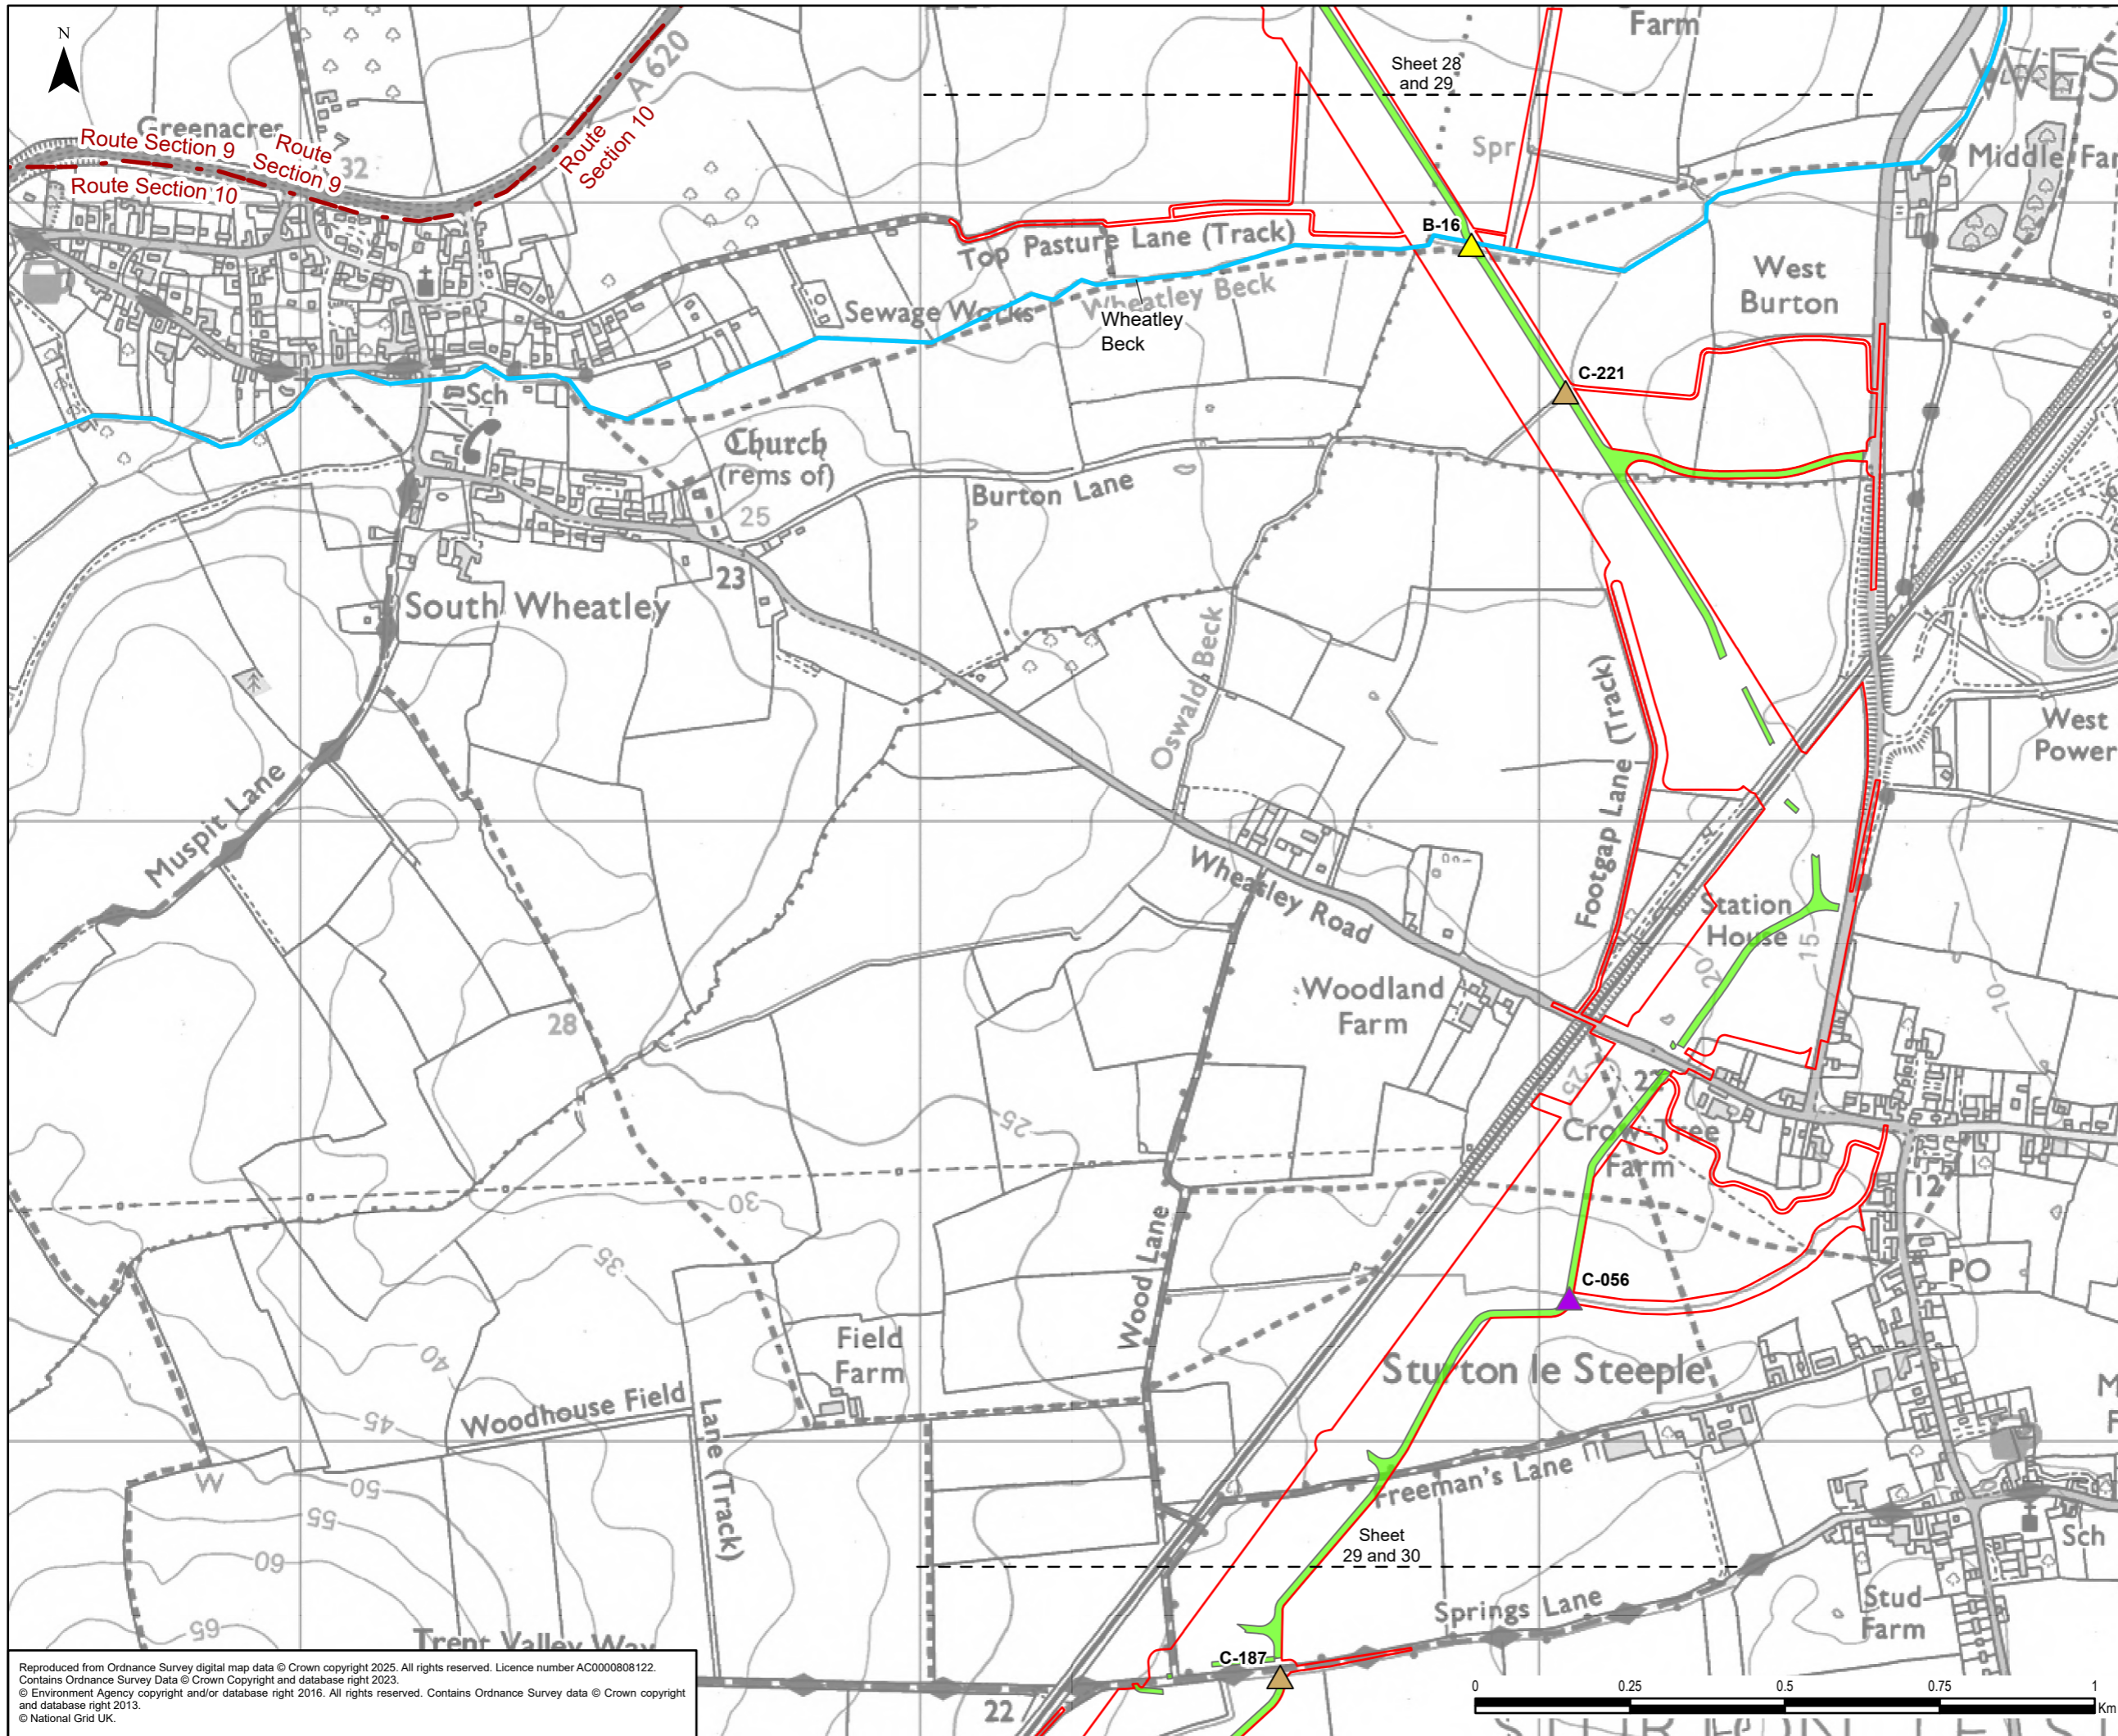 N
A 620
Farm
Sheet 28
and 29
WES
Greenacres
Route Section 9
Route
Section 9
Route
Section 10
Route Section 10
32
Spr
Middle Far
B-16
Top Pasture Lane (Track)
West
Burton
Sewage Works
Wheatley Beck
Wheatley
Beck
C-221
Sch
Church
(rems of)
25
Burton Lane
23
South Wheatley
Oswald Beck
Footgap Lane (Track)
West
Power
Muspit Lane
Wheatley Road
Station
House
15
20
10
Woodland
Farm
28
25
25
22
Crow Tree
Farm
12
30
35
Wood Lane
C-056
PO
Field
Farm
40
Sturton le Steeple
45
Woodhouse Field
Lane (Track)
M
F
W
50
Freeman's Lane
55
Sheet
29 and 30
60
Sch
Springs Lane
Stud
Farm
65
Trent Valley Way
C-187
22
0 0.25 0.5 0.75 1
Km
Reproduced from Ordnance Survey digital map data © Crown copyright 2025. All rights reserved. Licence number AC0000808122.
Contains Ordnance Survey Data © Crown Copyright and database right 2023.
© Environment Agency copyright and/or database right 2016. All rights reserved. Contains Ordnance Survey data © Crown copyright
and database right 2013.
© National Grid UK.